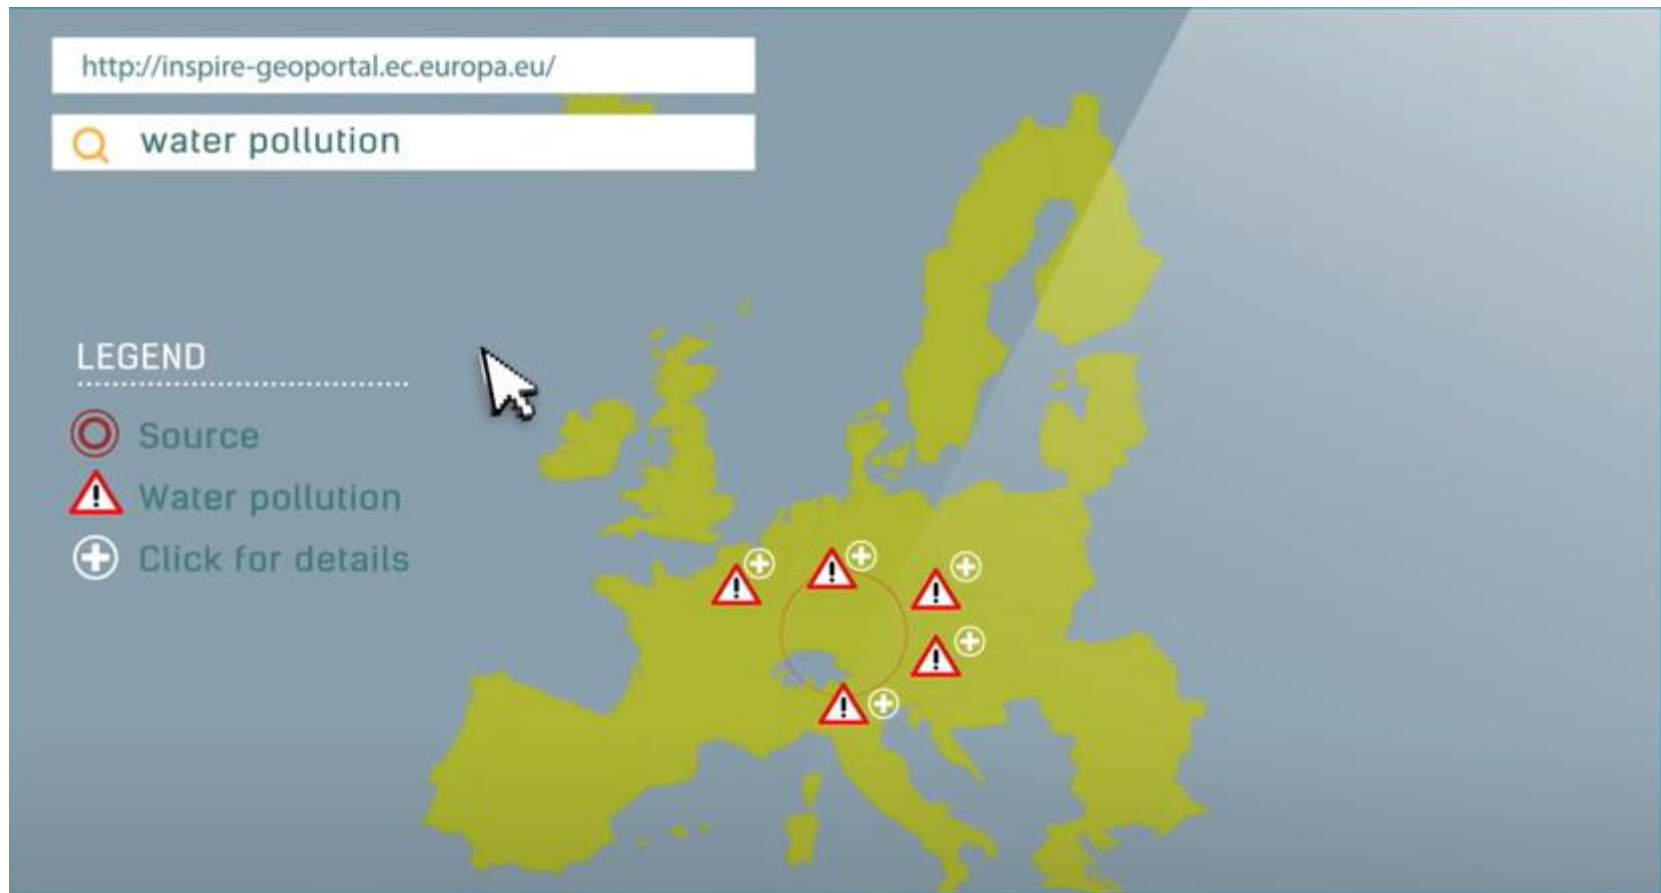 http://inspire-geoportal.ec.europa.eu/
water pollution
LEGEND
Source
Water pollution
Click for details